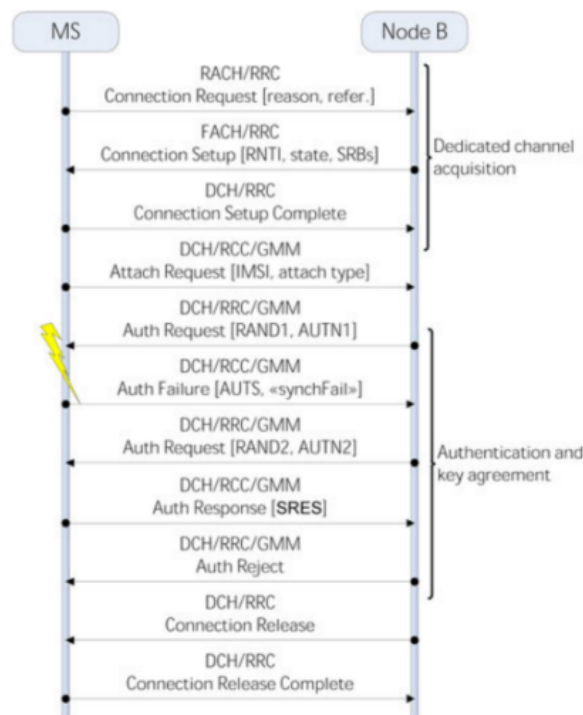 MS
Node B
RACH/RRC
Connection Request [reason, refer.]
FACH/RRC
Connection Setup [RNTI, state, SRBs]
DCH/RRC
Connection Setup Complete
Dedicated channel
acquisition
DCH/RCC/GMM
Attach Request [IMSI, attach type]
DCH/RRC/GMM
Auth Request [RAND1, AUTN1]
DCH/RCC/GMM
Auth Failure [AUTS, «synchFail»]
DCH/RRC/GMM
Auth Request [RAND2, AUTN2]
DCH/RCC/GMM
Auth Response [SRES]
DCH/RRC/GMM
Auth Reject
Authentication and
key agreement
DCH/RRC
Connection Release
DCH/RRC
Connection Release Complete